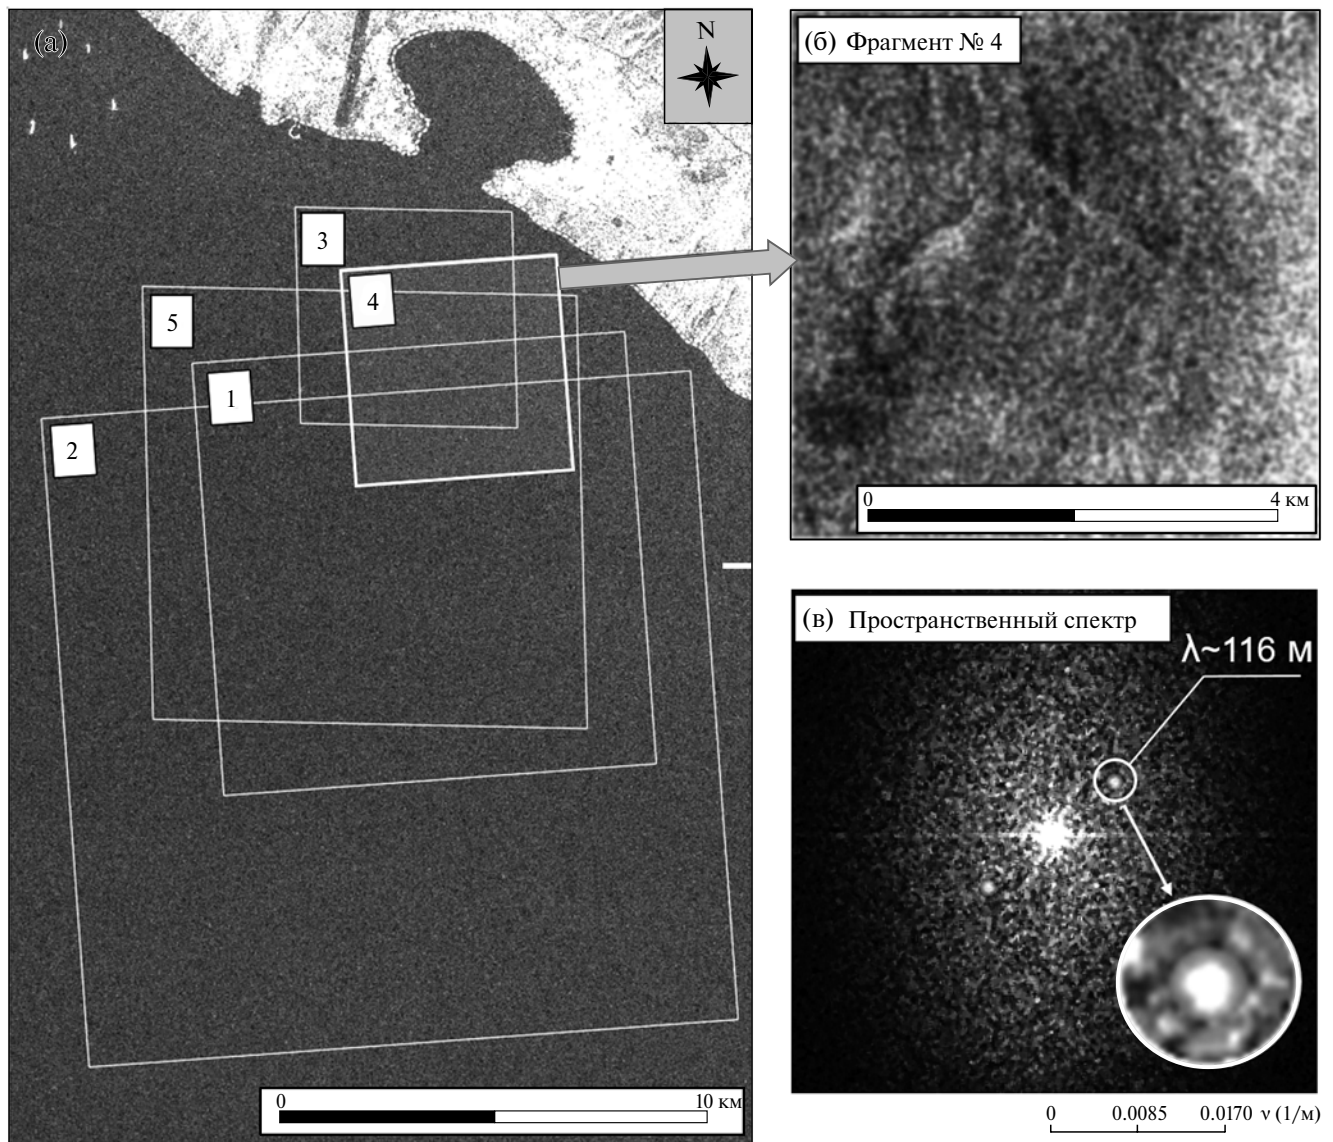 (а)
N
3
4
5
1
2
0 10 км
(б) Фрагмент № 4
0 4 км
(в) Пространственный спектр
λ~116 м
0 0.0085 0.0170 ν (1/м)